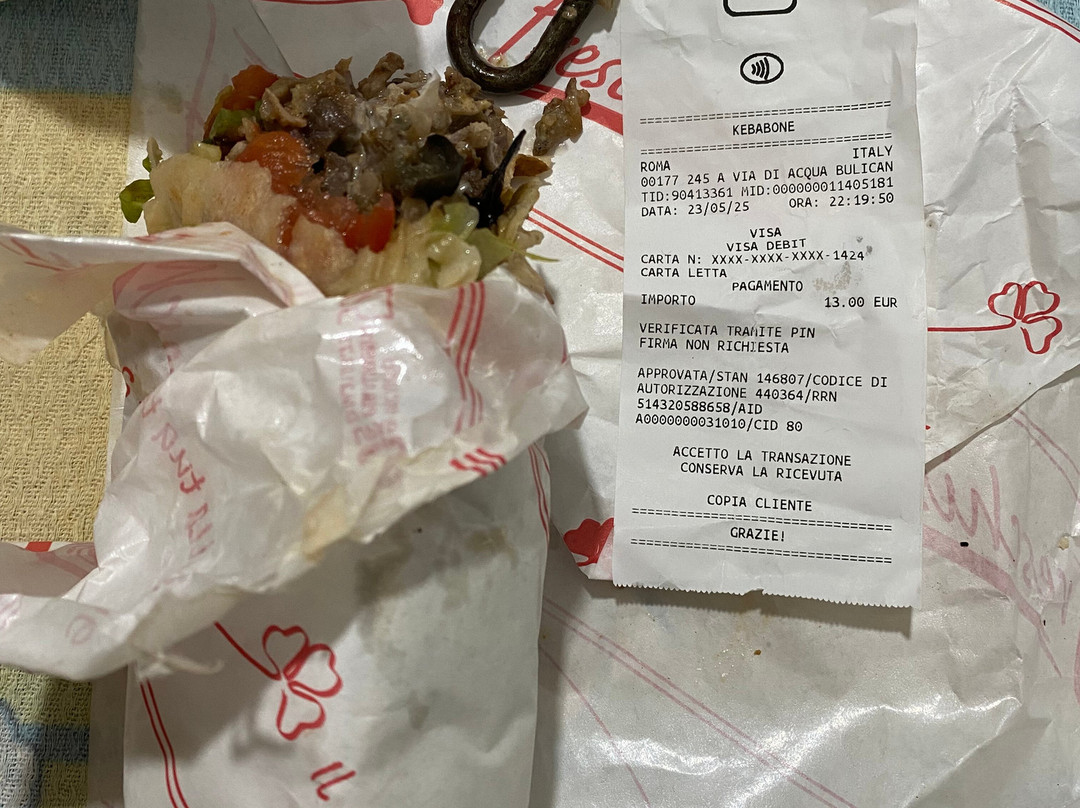 ================================
KEBABONE
================================
ROMA ITALY
00177 245 A VIA DI ACQUA BULICAN
TID:90413361 MID:000000011405181
DATA: 23/05/25 ORA: 22:19:50
VISA
VISA DEBIT
CARTA N: XXXX-XXXX-XXXX-1424
CARTA LETTA
PAGAMENTO
IMPORTO 13.00 EUR
VERIFICATA TRAMITE PIN
FIRMA NON RICHIESTA
APPROVATA/STAN 146807/CODICE DI
AUTORIZZAZIONE 440364/RRN
514320588658/AID
A0000000031010/CID 80
ACCETTO LA TRANSAZIONE
CONSERVA LA RICEVUTA
COPIA CLIENTE
================================
GRAZIE!
================================